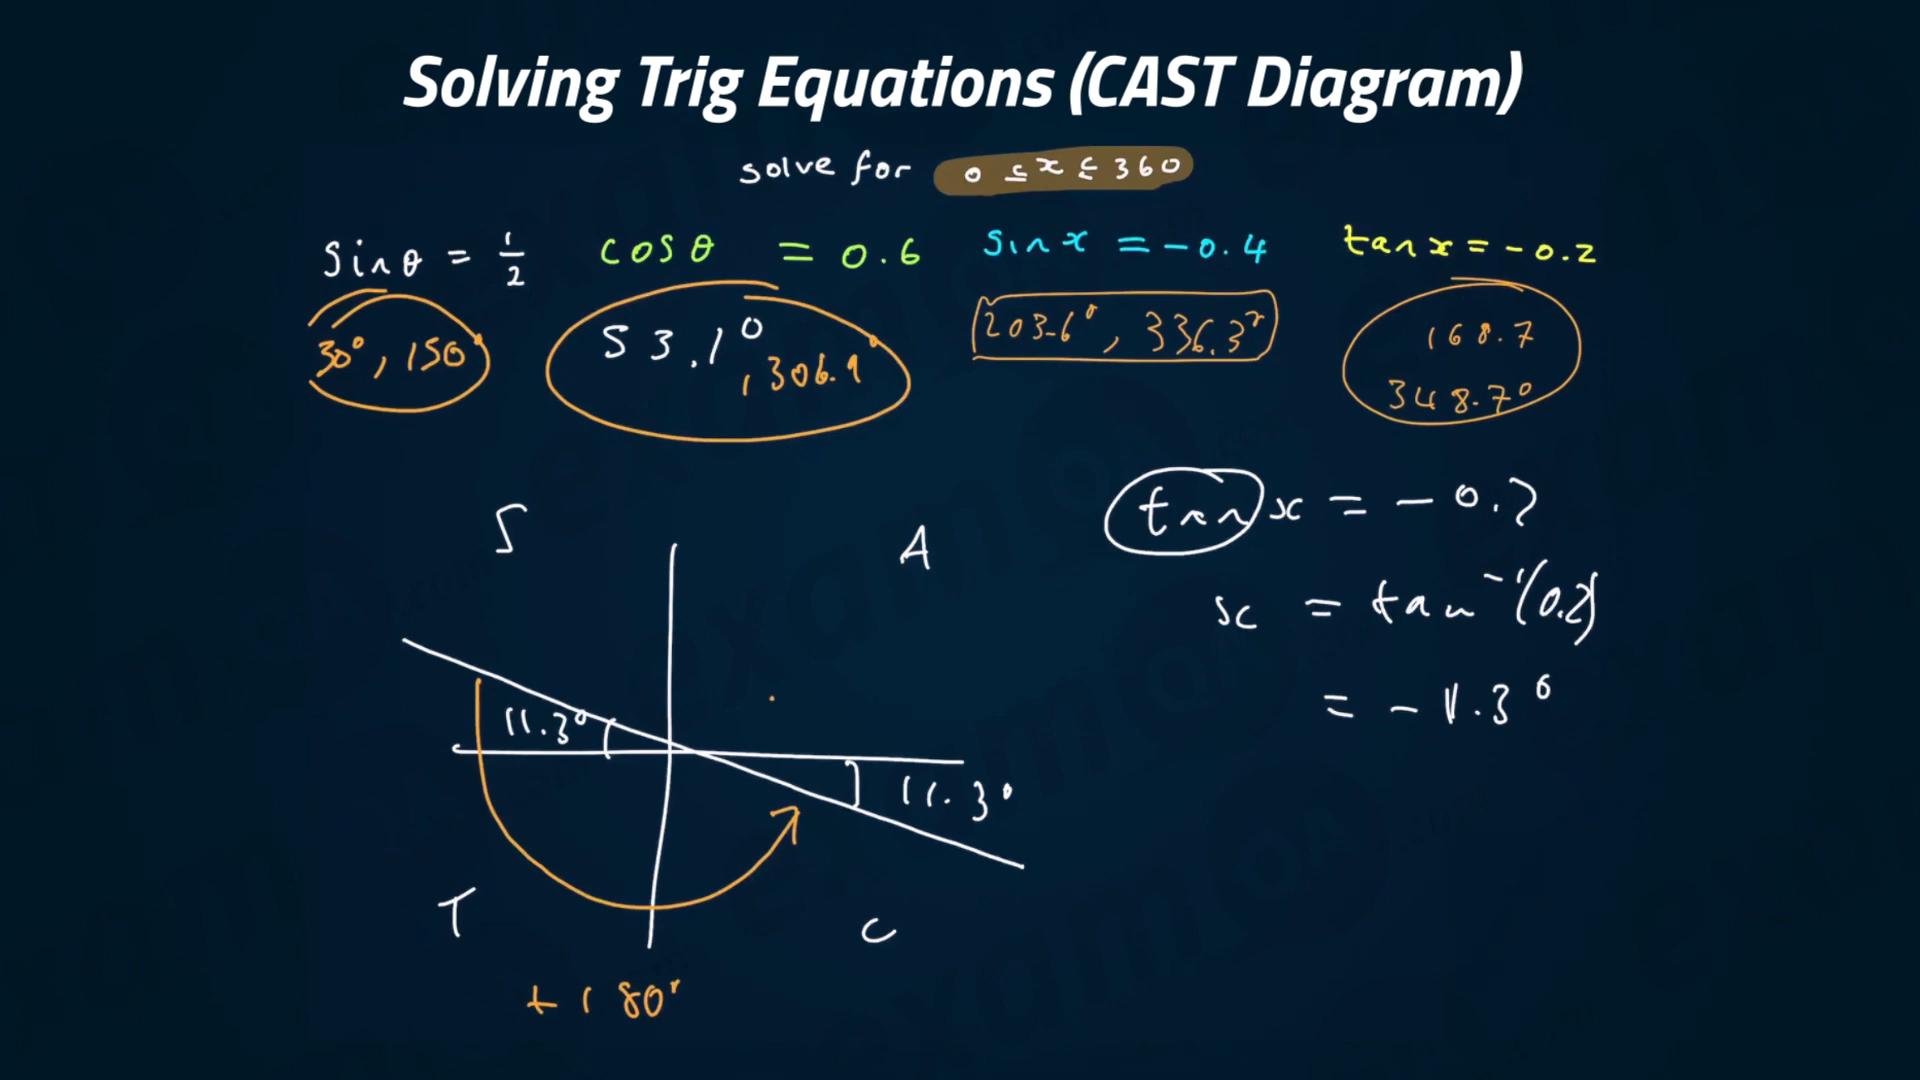 Solving Trig Equations (CAST Diagram)
solve for 0 ≤ x ≤ 360
sinθ = 1/2
cosθ = 0.6
sin x = -0.4
tan x = -0.2
30°, 150°
53.1°
, 306.9°
203.6°, 336.3°
168.7
348.7°
S
A
tan x = -0.2
x = tan⁻¹(0.2)
= -11.3°
11.3°
11.3°
T
C
+180°